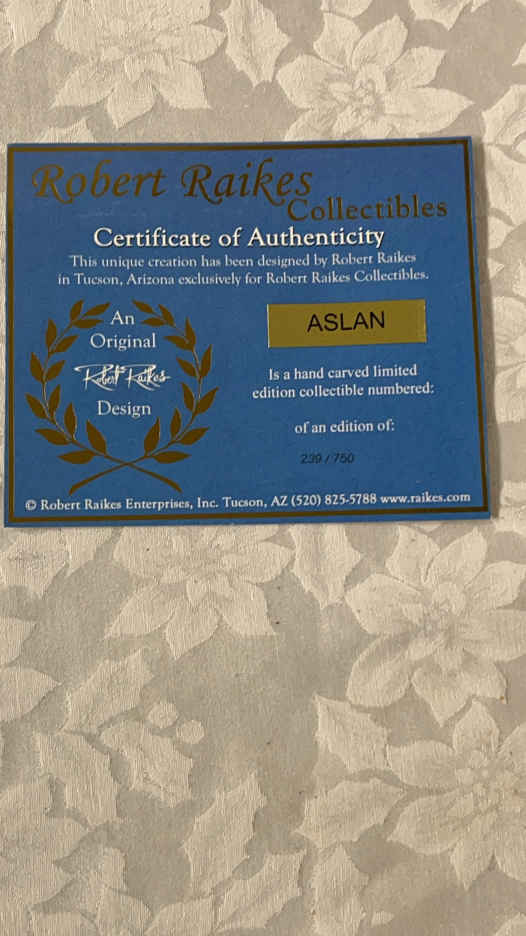 Robert Raikes
Collectibles
Certificate of Authenticity
This unique creation has been designed by Robert Raikes
in Tucson, Arizona exclusively for Robert Raikes Collectibles.
An
Original
Robert Raikes
Design
ASLAN
Is a hand carved limited
edition collectible numbered:
of an edition of:
239 / 750
© Robert Raikes Enterprises, Inc. Tucson, AZ (520) 825-5788 www.raikes.com